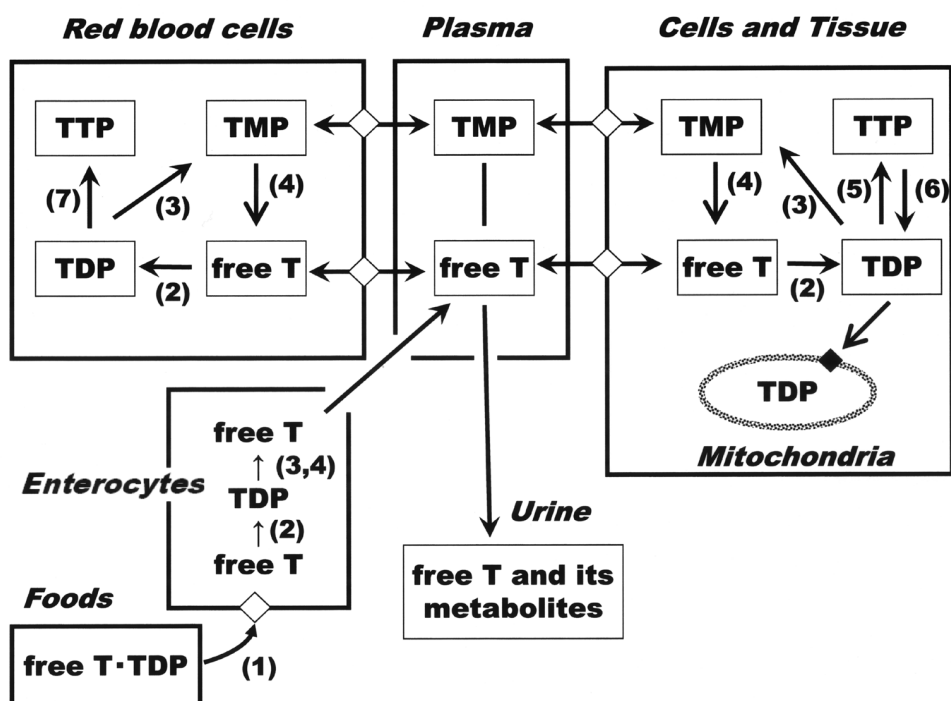 Red blood cells
Plasma
Cells and Tissue
TTP
TMP
(7)
(3)
(4)
TDP
(2)
free T
TMP
free T
TMP
TTP
(4)
(3)
(5)
(6)
free T
(2)
TDP
TDP
Mitochondria
Enterocytes
free T
(3,4)
TDP
(2)
free T
Urine
free T and its
metabolites
Foods
free T·TDP
(1)